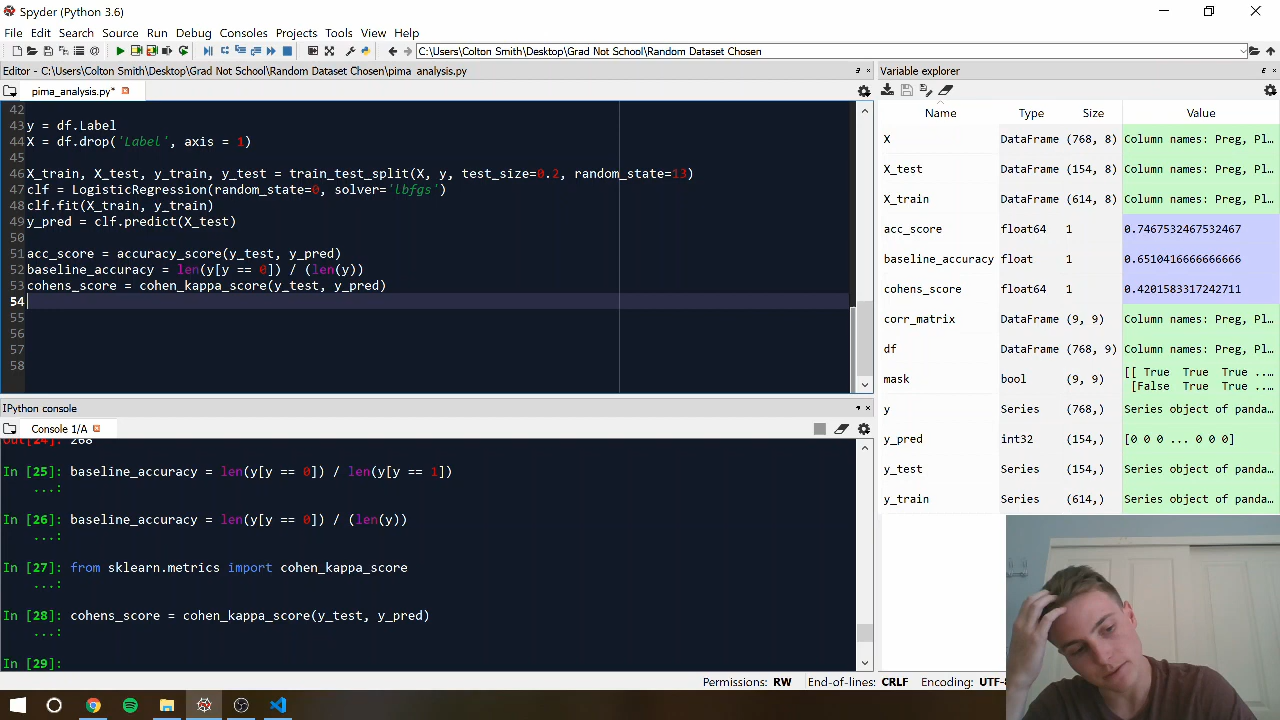 Spyder (Python 3.6)
File Edit Search Source Run Debug Consoles Projects Tools View Help
C:\Users\Colton Smith\Desktop\Grad Not School\Random Dataset Chosen
Editor - C:\Users\Colton Smith\Desktop\Grad Not School\Random Dataset Chosen\pima_analysis.py
pima_analysis.py*
42
43 y = df.Label
44 X = df.drop('Label', axis = 1)
45
46 X_train, X_test, y_train, y_test = train_test_split(X, y, test_size=0.2, random_state=13)
47 clf = LogisticRegression(random_state=0, solver='lbfgs')
48 clf.fit(X_train, y_train)
49 y_pred = clf.predict(X_test)
50
51 acc_score = accuracy_score(y_test, y_pred)
52 baseline_accuracy = len(y[y == 0]) / (len(y))
53 cohens_score = cohen_kappa_score(y_test, y_pred)
54
55
56
57
58
IPython console
Console 1/A
Out[24]: 268
In [25]: baseline_accuracy = len(y[y == 0]) / len(y[y == 1])
...:
In [26]: baseline_accuracy = len(y[y == 0]) / (len(y))
...:
In [27]: from sklearn.metrics import cohen_kappa_score
...:
In [28]: cohens_score = cohen_kappa_score(y_test, y_pred)
...:
In [29]:
Variable explorer
Name Type Size Value
X DataFrame (768, 8) Column names: Preg, Pl…
X_test DataFrame (154, 8) Column names: Preg, Pl…
X_train DataFrame (614, 8) Column names: Preg, Pl…
acc_score float64 1 0.7467532467532467
baseline_accuracy float 1 0.6510416666666666
cohens_score float64 1 0.4201583317242711
corr_matrix DataFrame (9, 9) Column names: Preg, Pl…
df DataFrame (768, 9) Column names: Preg, Pl…
mask bool (9, 9) [[ True True True ...
[False True True ...
y Series (768,) Series object of panda…
y_pred int32 (154,) [0 0 0 ... 0 0 0]
y_test Series (154,) Series object of panda…
y_train Series (614,) Series object of panda…
Permissions: RW End-of-lines: CRLF Encoding: UTF-